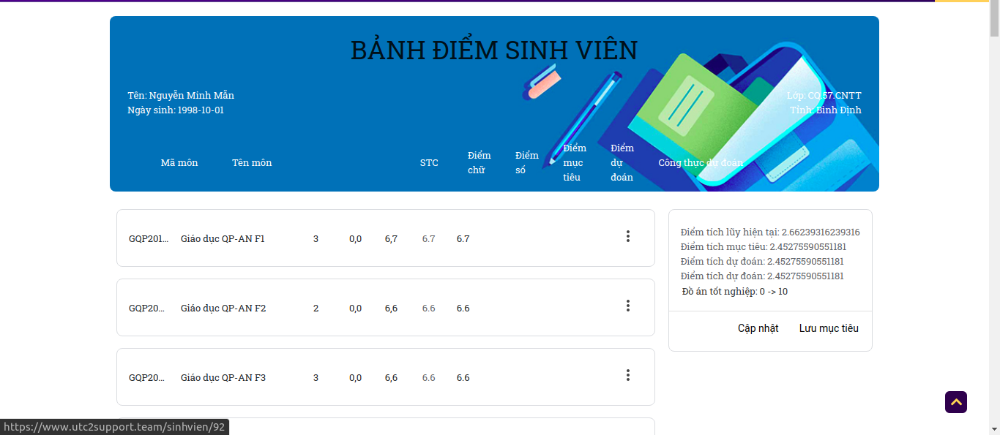 BẢNH ĐIỂM SINH VIÊN
Tên: Nguyễn Minh Mẫn
Lớp: CQ.57.CNTT
Ngày sinh: 1998-10-01
Tỉnh: Bình Định
Mã môn Tên môn STC Điểm chữ Điểm số Điểm mục tiêu Điểm dự đoán Công thực dự đoán
GQP201... Giáo dục QP-AN F1 3 0,0 6,7 6.7 6.7
GQP20... Giáo dục QP-AN F2 2 0,0 6,6 6.6 6.6
GQP20... Giáo dục QP-AN F3 3 0,0 6,6 6.6 6.6
Điểm tích lũy hiện tại: 2.66239316239316
Điểm tích mục tiêu: 2.45275590551181
Điểm tích dự đoán: 2.45275590551181
Điểm tích dự đoán: 2.45275590551181
Đồ án tốt nghiệp: 0 -> 10
Cập nhật Lưu mục tiêu
https://www.utc2support.team/sinhvien/92